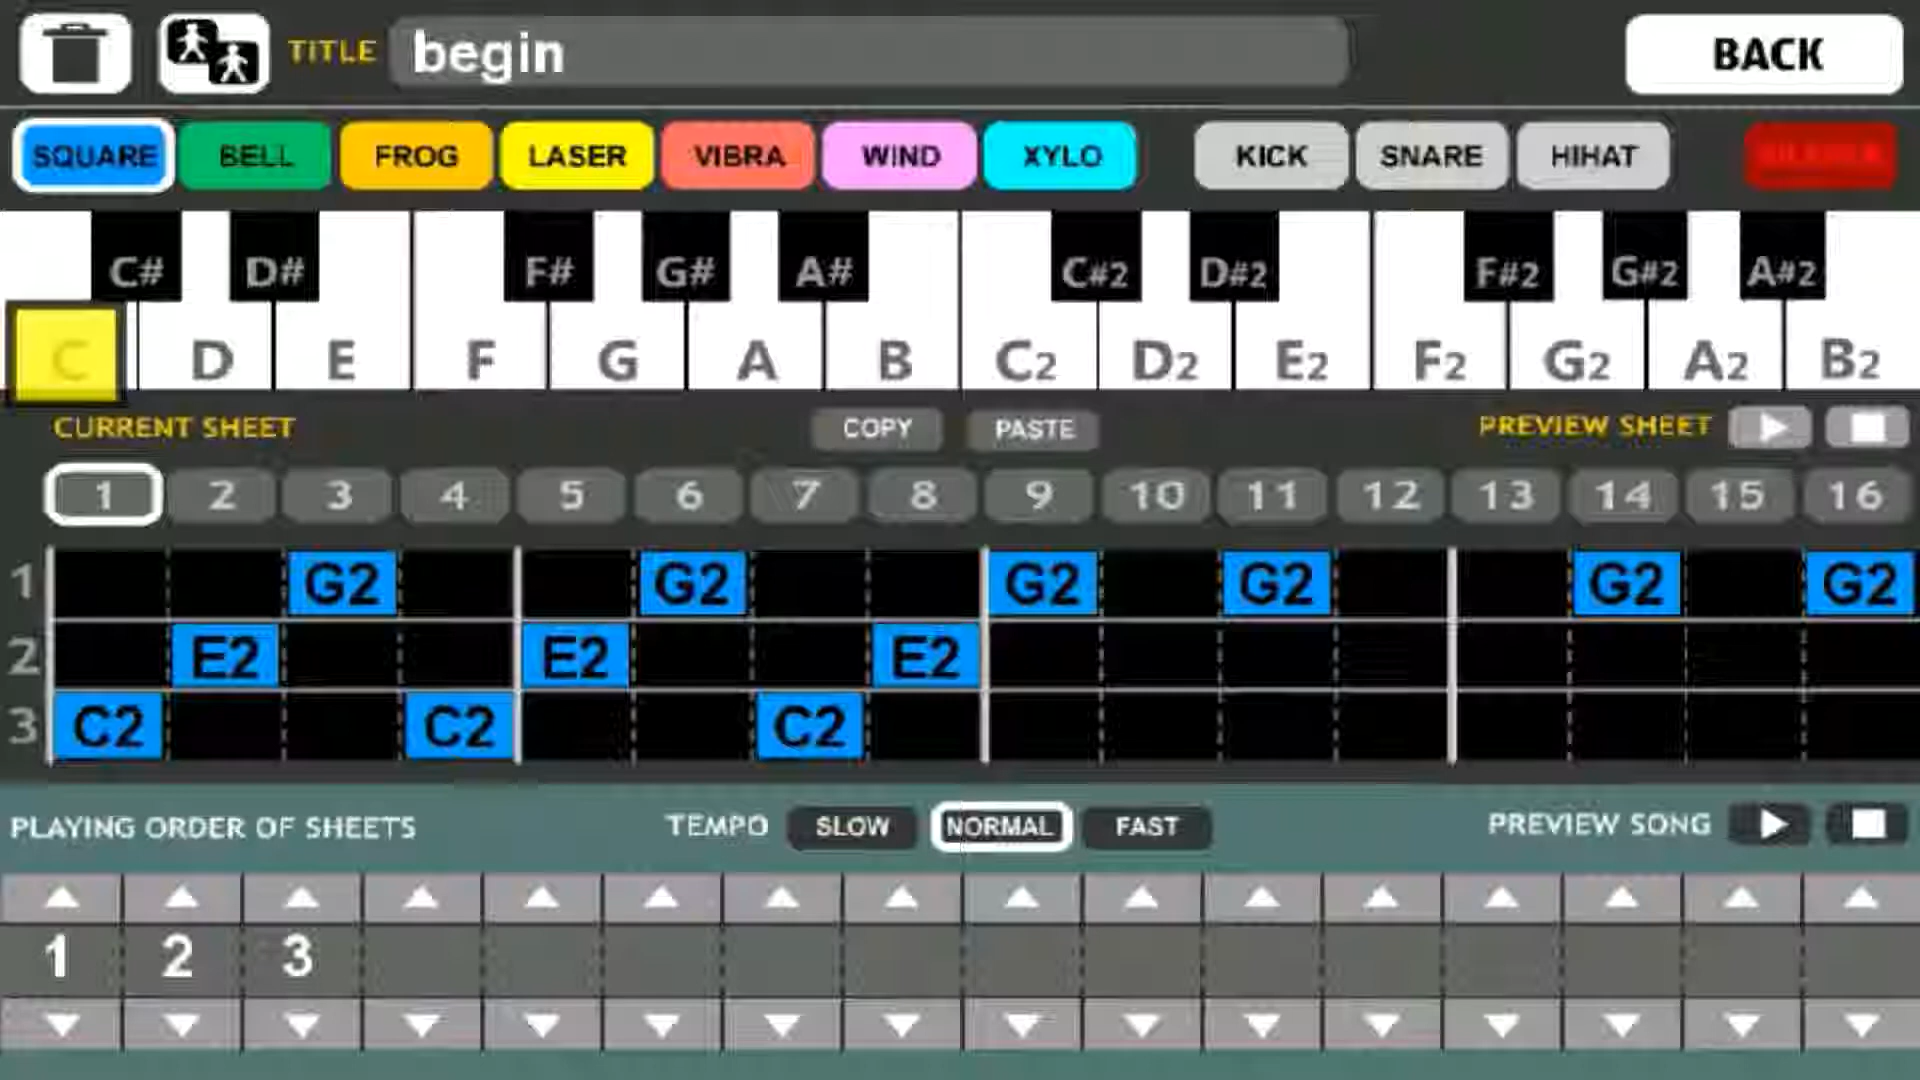 TITLE begin BACK
SQUARE BELL FROG LASER VIBRA WIND XYLO KICK SNARE HIHAT
C# D# F# G# A# C#2 D#2 F#2 G#2 A#2
C D E F G A B C2 D2 E2 F2 G2 A2 B2
CURRENT SHEET COPY PASTE PREVIEW SHEET
1 2 3 4 5 6 7 8 9 10 11 12 13 14 15 16
1 G2 G2 G2 G2 G2 G2
2 E2 E2 E2
3 C2 C2 C2
PLAYING ORDER OF SHEETS TEMPO SLOW NORMAL FAST PREVIEW SONG
1 2 3